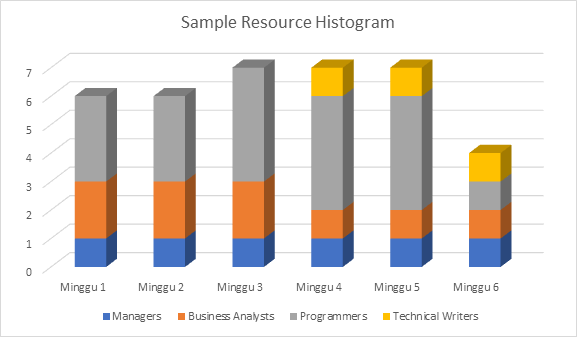 Sample Resource Histogram
7
6
5
4
3
2
1
0
Minggu 1 Minggu 2 Minggu 3 Minggu 4 Minggu 5 Minggu 6
Managers Business Analysts Programmers Technical Writers